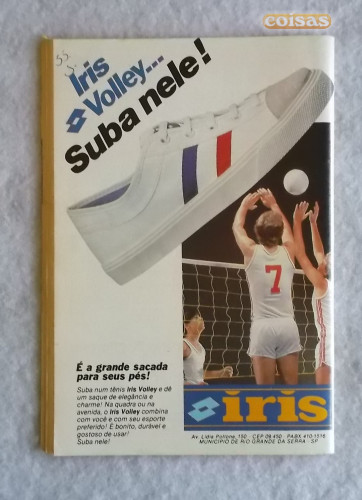 coisas
Iris
Volley...
Suba nele!
7
É a grande sacada
para seus pés!
Suba num tênis Iris Volley e dê
um saque de elegância e
charme! Na quadra ou na
avenida, o Iris Volley combina
com você e com seu esporte
preferido! É bonito, durável e
gostoso de usar!
Suba nele!
iris
Av. Lídia Pollone, 150 - CEP 09.450 - PABX 410-1516
MUNICÍPIO DE RIO GRANDE DA SERRA - SP